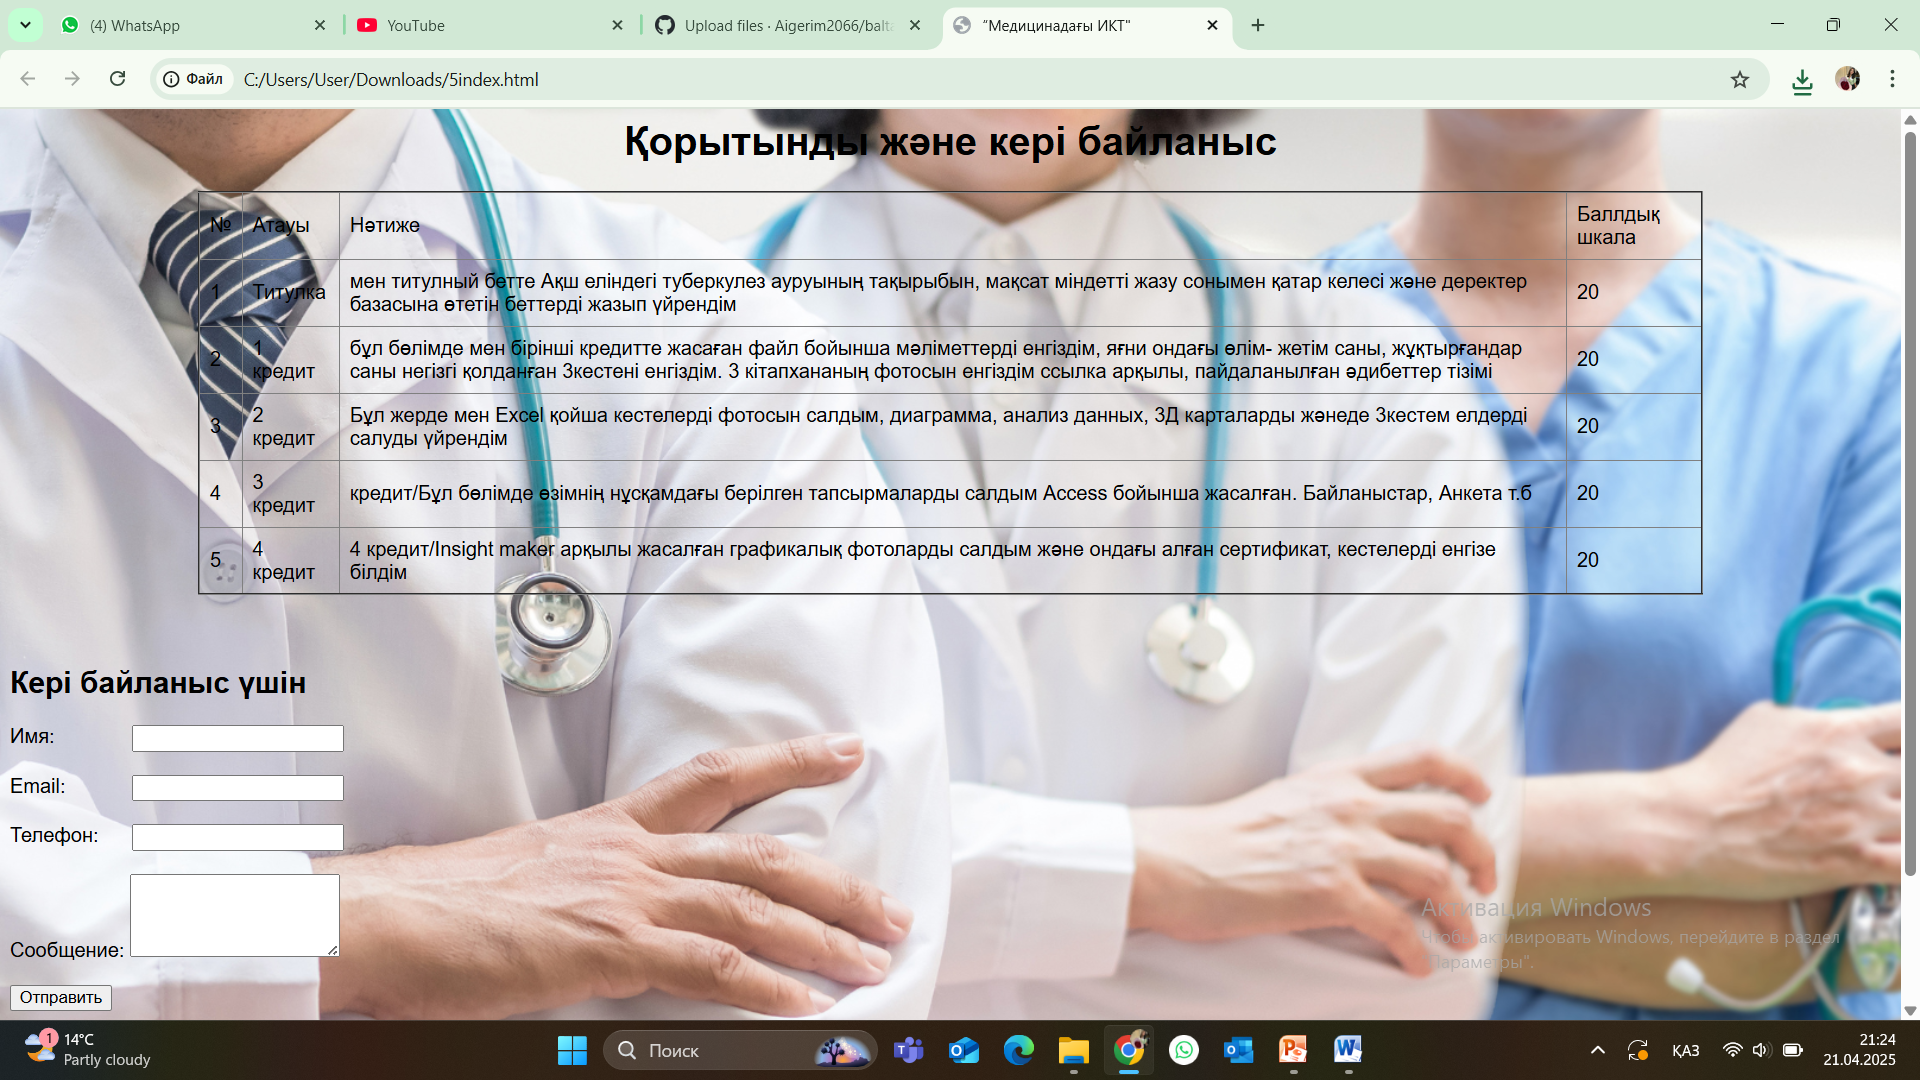 (4) WhatsApp
YouTube
Upload files · Aigerim2066/balta
“Медицинадағы ИКТ"
Файл
C:/Users/User/Downloads/5index.html
Қорытынды және кері байланыс
№ Атауы Нәтиже Баллдық
шкала
1 Титулка мен титулный бетте Ақш еліндегі туберкулез ауруының тақырыбын, мақсат міндетті жазу сонымен қатар келесі және деректер
базасына өтетін беттерді жазып үйрендім
20
2 1
кредит
бұл бөлімде мен бірінші кредитте жасаған файл бойынша мәліметтерді енгіздім, яғни ондағы өлім- жетім саны, жұқтырғандар
саны негізгі қолданған 3кестені енгіздім. 3 кітапхананың фотосын енгіздім ссылка арқылы, пайдаланылған әдибеттер тізімі
20
3 2
кредит
Бұл жерде мен Excel қойша кестелерді фотосын салдым, диаграмма, анализ данных, 3Д карталарды жәнеде 3кестем елдерді
салуды үйрендім
20
4 3
кредит
кредит/Бұл бөлімде өзімнің нұсқамдағы берілген тапсырмаларды салдым Access бойынша жасалған. Байланыстар, Анкета т.б
20
5 4
кредит
4 кредит/Insight maker арқылы жасалған графикалық фотоларды салдым және ондағы алған сертификат, кестелерді енгізе
білдім
20
Кері байланыс үшін
Имя:
Email:
Телефон:
Сообщение:
Отправить
Активация Windows
Чтобы активировать Windows, перейдите в раздел
"Параметры".
1
14°C
Partly cloudy
Поиск
ҚАЗ
21:24
21.04.2025